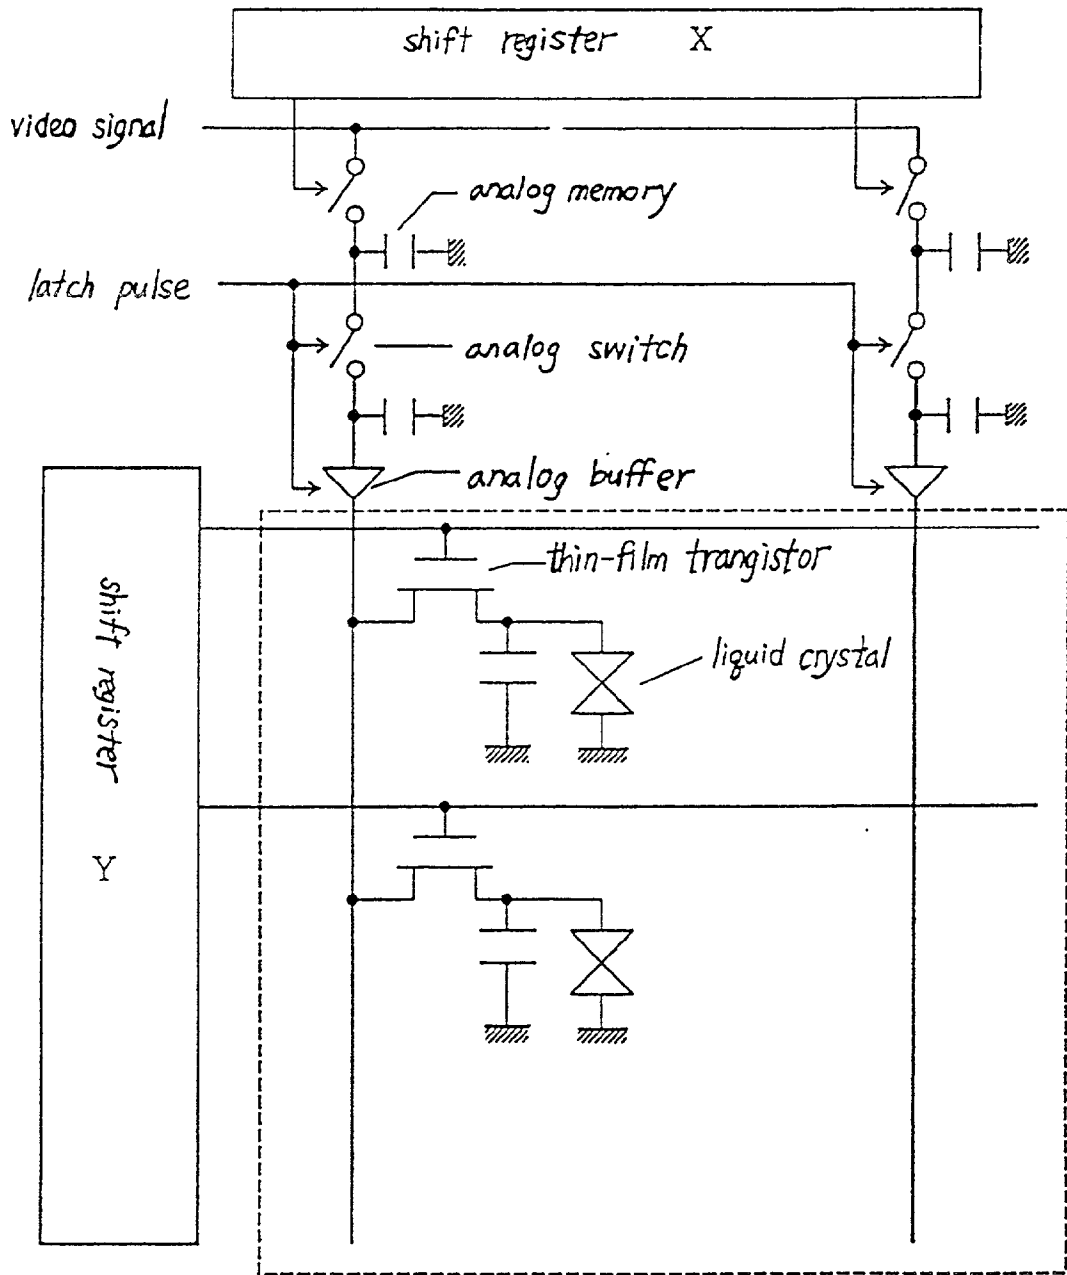 shift register X
video signal
analog memory
latch pulse
analog switch
analog buffer
thin-film trangistor
liquid crystal
shift register Y